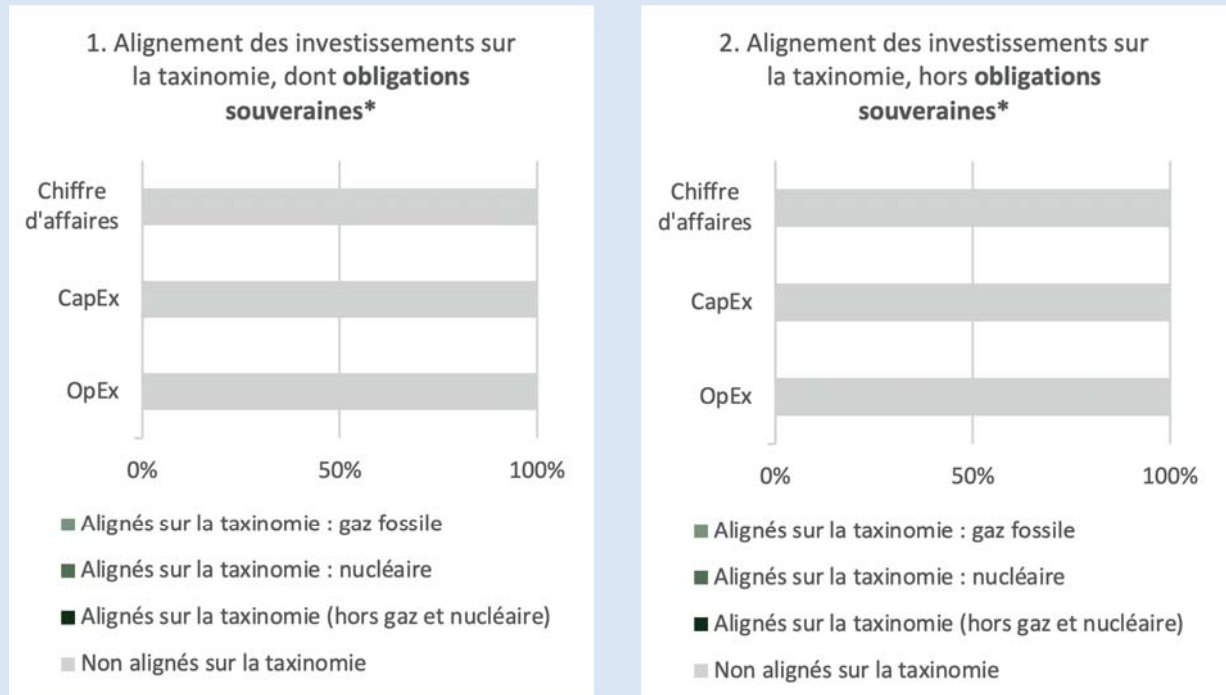 1. Alignement des investissements sur
la taxinomie, dont obligations
souveraines*
Chiffre
d'affaires
CapEx
OpEx
0%
50%
100%
Alignés sur la taxinomie : gaz fossile
Alignés sur la taxinomie : nucléaire
Alignés sur la taxinomie (hors gaz et nucléaire)
Non alignés sur la taxinomie
2. Alignement des investissements sur
la taxinomie, hors obligations
souveraines*
Chiffre
d'affaires
CapEx
OpEx
0%
50%
100%
Alignés sur la taxinomie : gaz fossile
Alignés sur la taxinomie : nucléaire
Alignés sur la taxinomie (hors gaz et nucléaire)
Non alignés sur la taxinomie